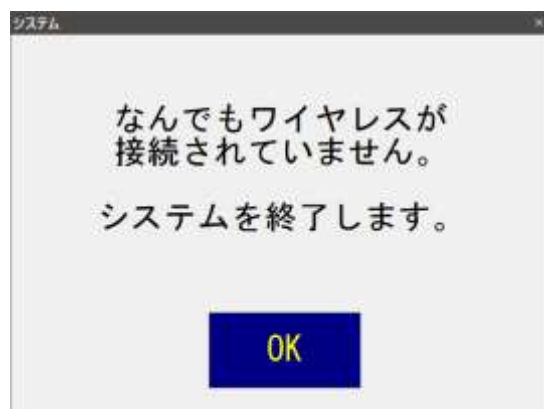 システム
なんでもワイヤレスが
接続されていません。
システムを終了します。
OK